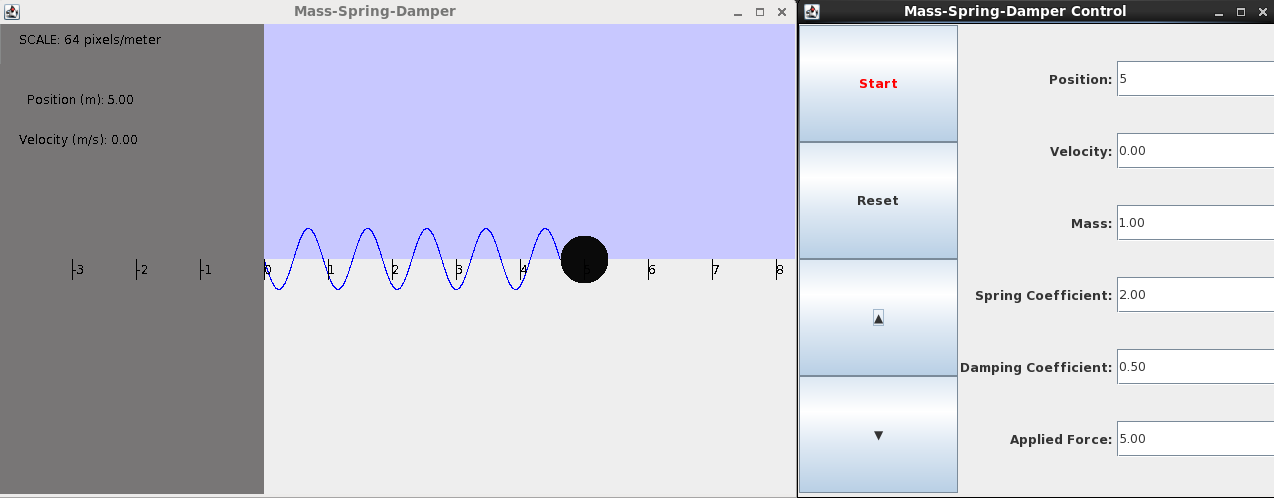 Mass-Spring-Damper
SCALE: 64 pixels/meter
Position (m): 5.00
Velocity (m/s): 0.00
-3 -2 -1 0 1 2 3 4 5 6 7 8
Mass-Spring-Damper Control
Start
Reset
▲
▼
Position: 5
Velocity: 0.00
Mass: 1.00
Spring Coefficient: 2.00
Damping Coefficient: 0.50
Applied Force: 5.00